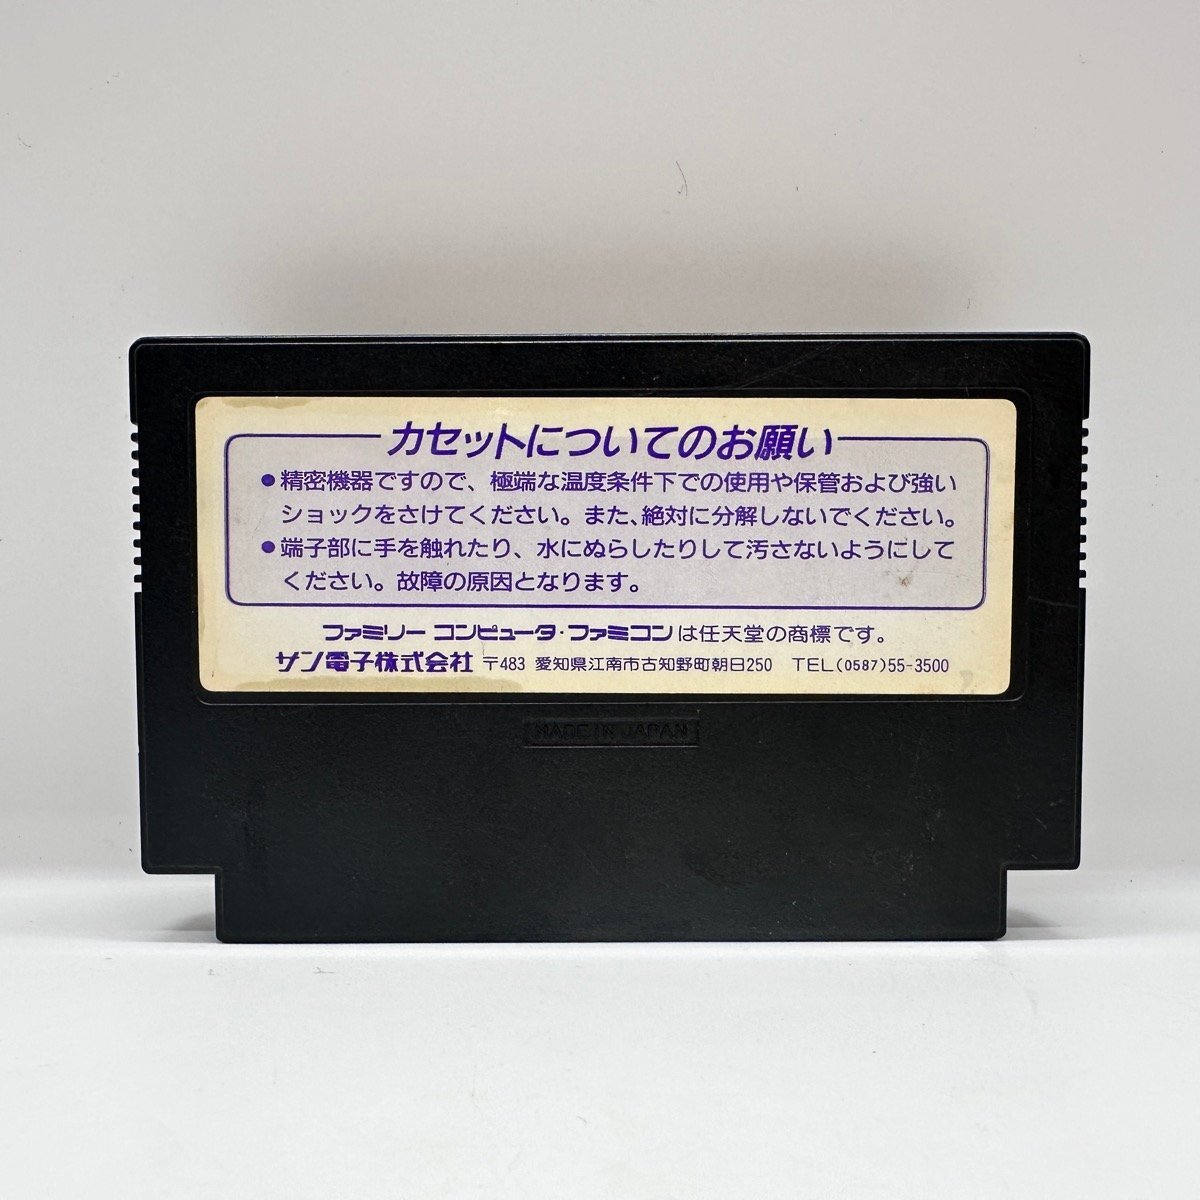 カセットについてのお願い
●精密機器ですので、極端な温度条件下での使用や保管および強い
ショックをさけてください。また、絶対に分解しないでください。
●端子部に手を触れたり、水にぬらしたりして汚さないようにして
ください。故障の原因となります。
ファミリー コンピュータ・ファミコンは任天堂の商標です。
サン電子株式会社 〒483 愛知県江南市古知野町朝日250 TEL(0587)55-3500
MADE IN JAPAN